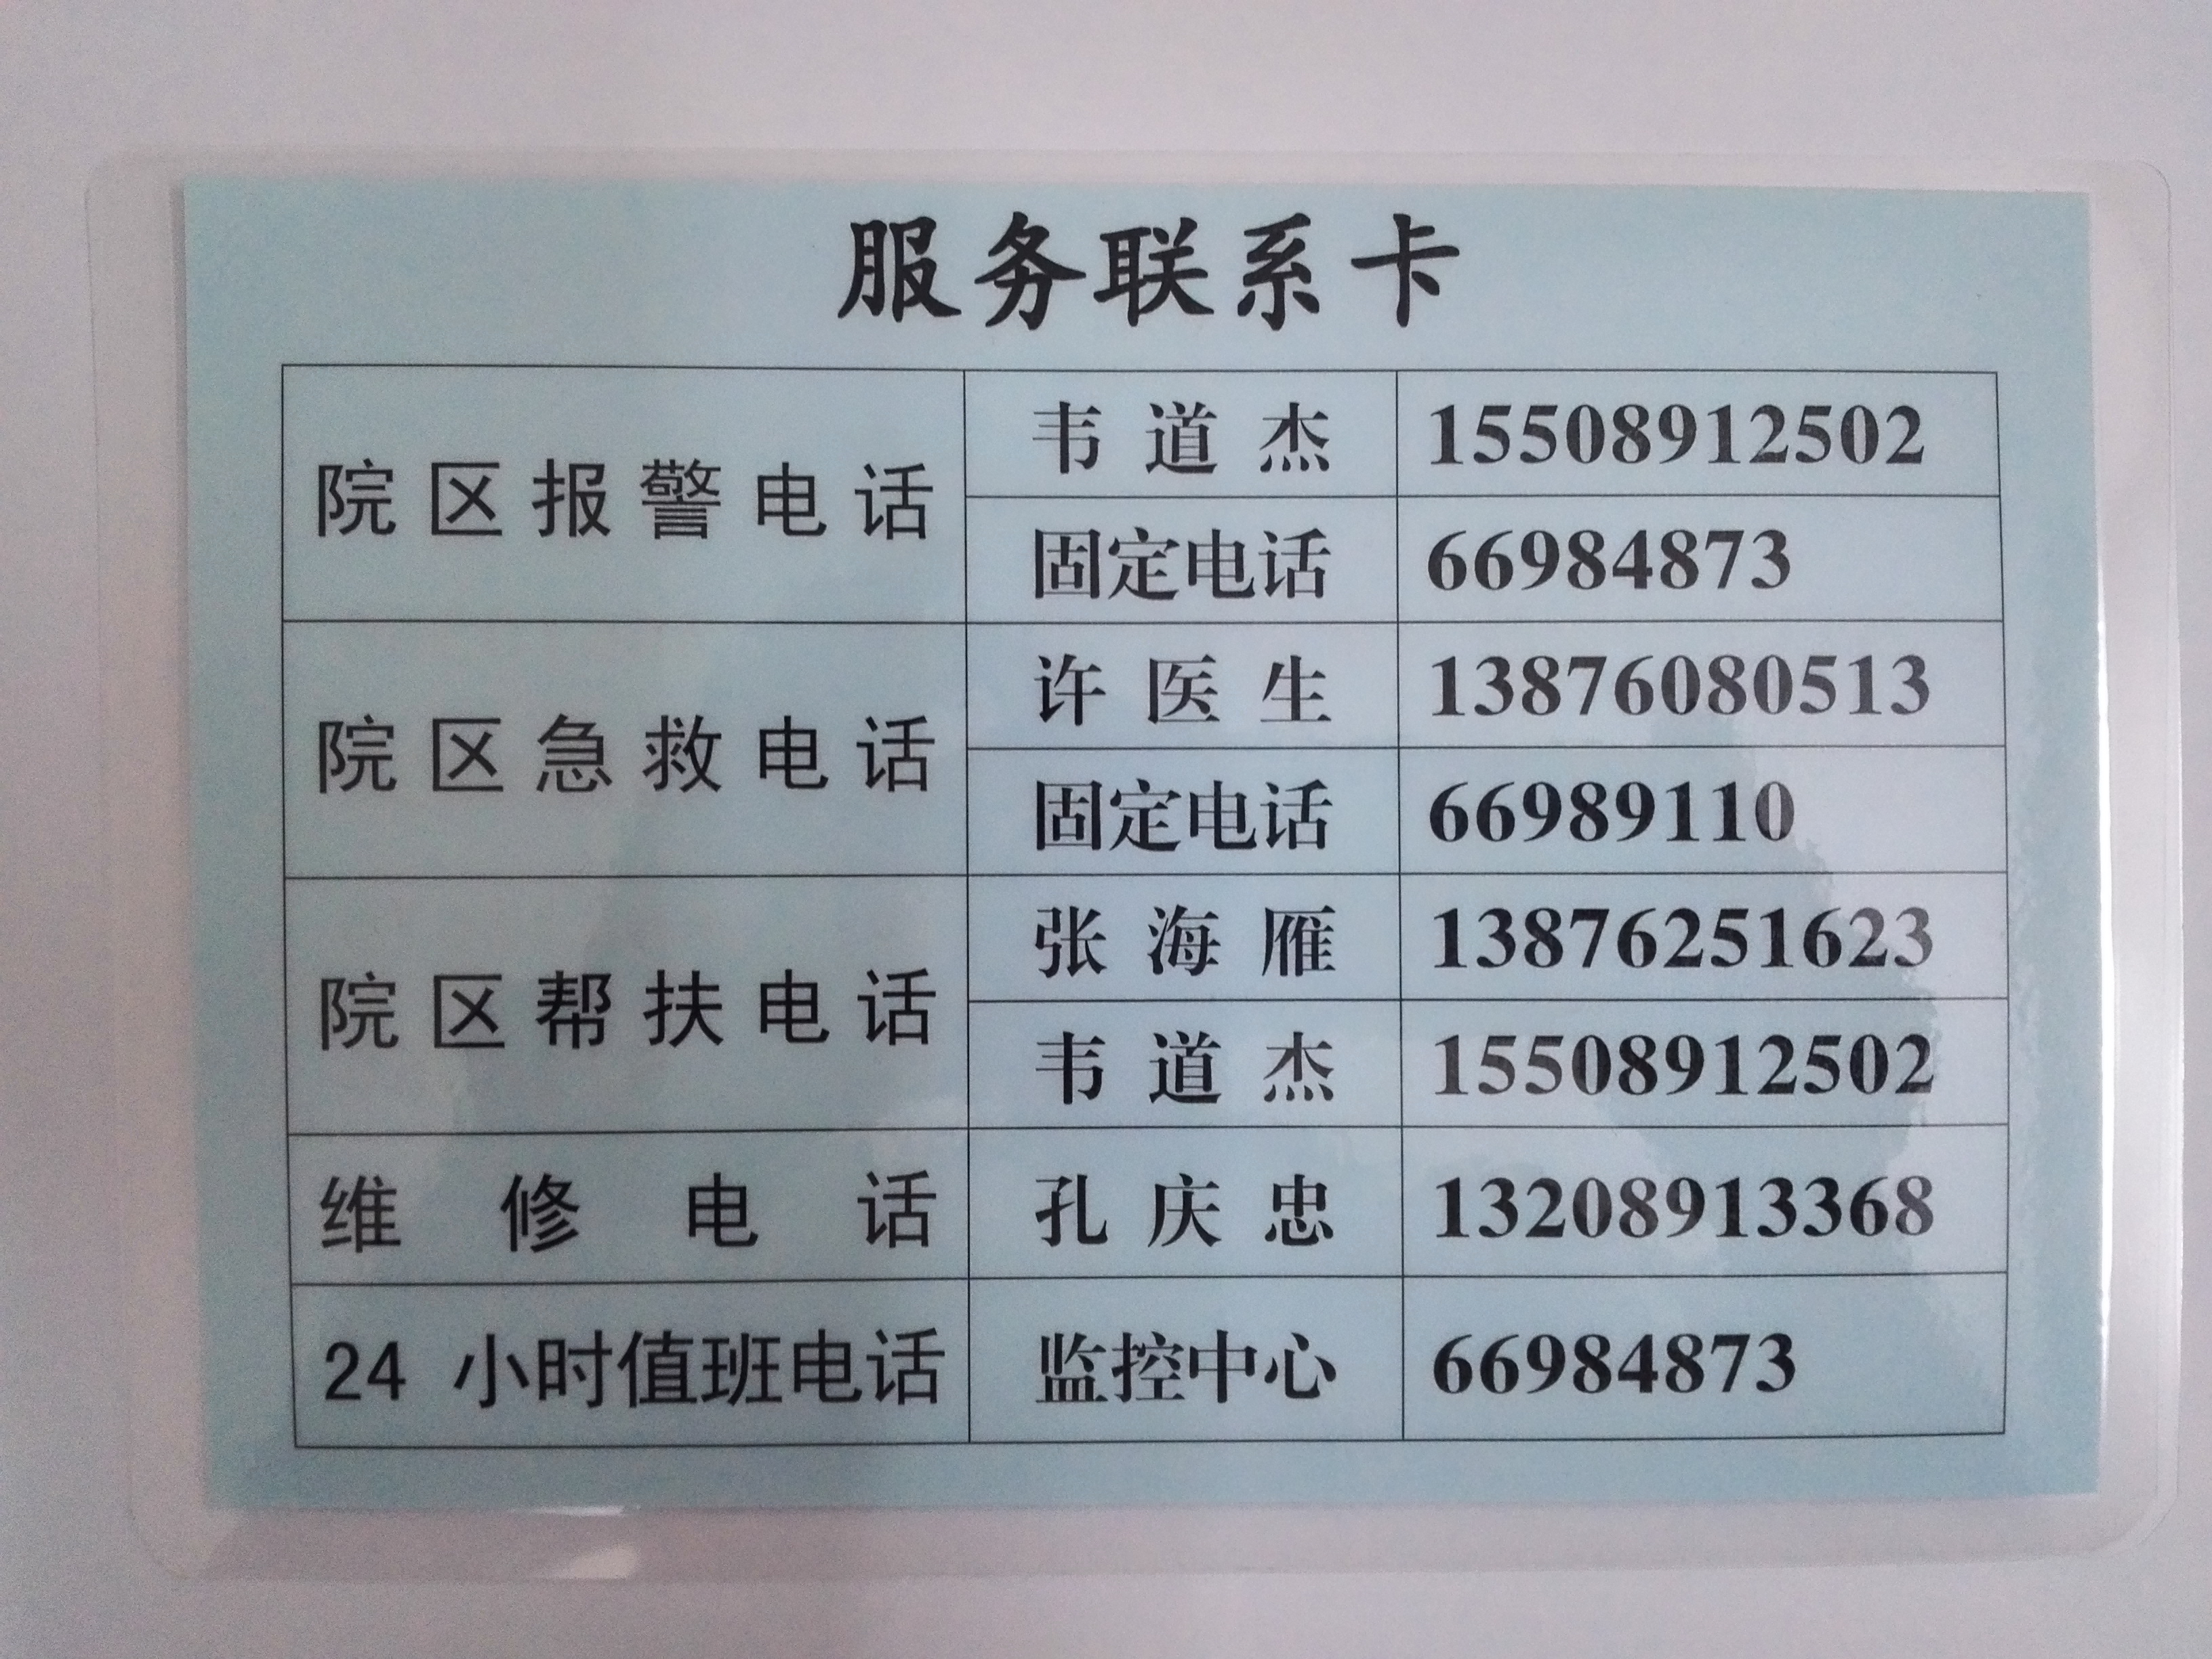 服务联系卡
院区报警电话 韦道杰 15508912502
固定电话 66984873
院区急救电话 许医生 13876080513
固定电话 66989110
院区帮扶电话 张海雁 13876251623
韦道杰 15508912502
维修电话 孔庆忠 13208913368
24 小时值班电话 监控中心 66984873